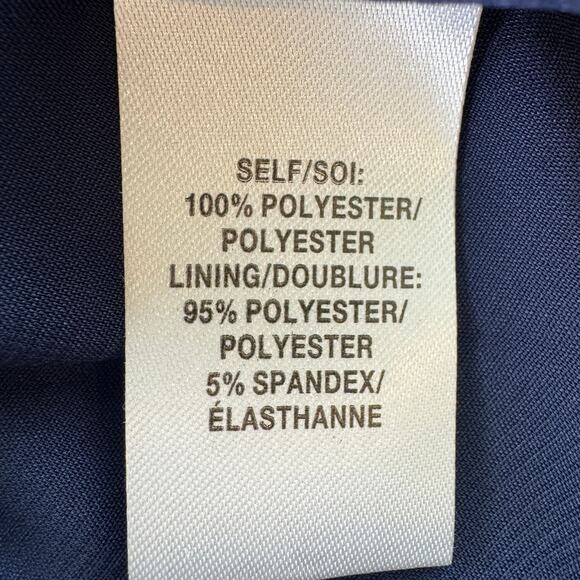 SELF/SOI:
100% POLYESTER/
POLYESTER
LINING/DOUBLURE:
95% POLYESTER/
POLYESTER
5% SPANDEX/
ÉLASTHANNE